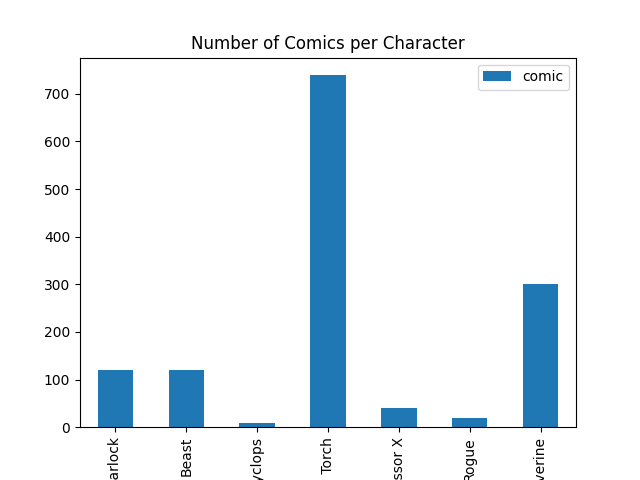 Number of Comics per Character
comic
700
600
500
400
300
200
100
0
arlock
Beast
yclops
Torch
ssor X
Rogue
verine